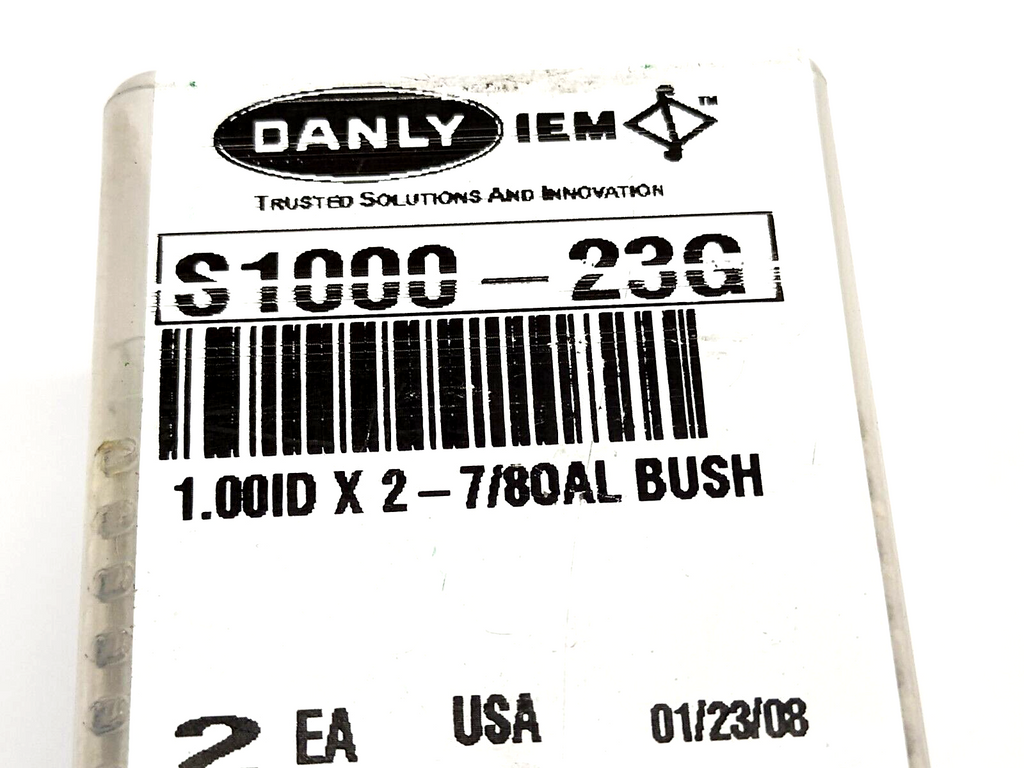 DANLY IEM ™
TRUSTED SOLUTIONS AND INNOVATION
S1000-23G
1.00ID X 2-7/8OAL BUSH
2 EA USA 01/23/08